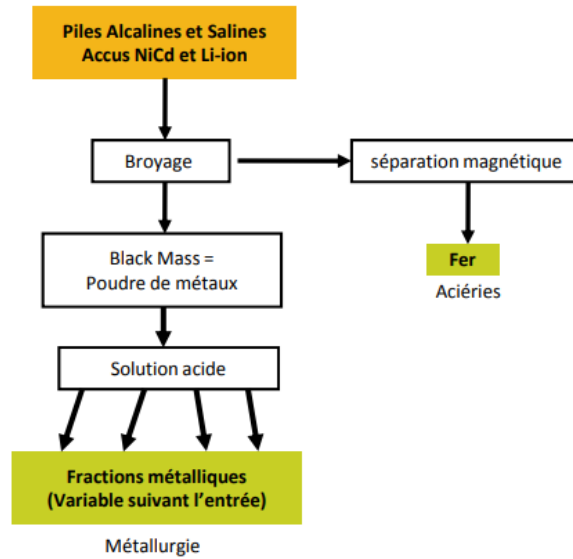 Piles Alcalines et Salines
Accus NiCd et Li-ion
Broyage
séparation magnétique
Black Mass =
Poudre de métaux
Fer
Aciéries
Solution acide
Fractions métalliques
(Variable suivant l'entrée)
Métallurgie